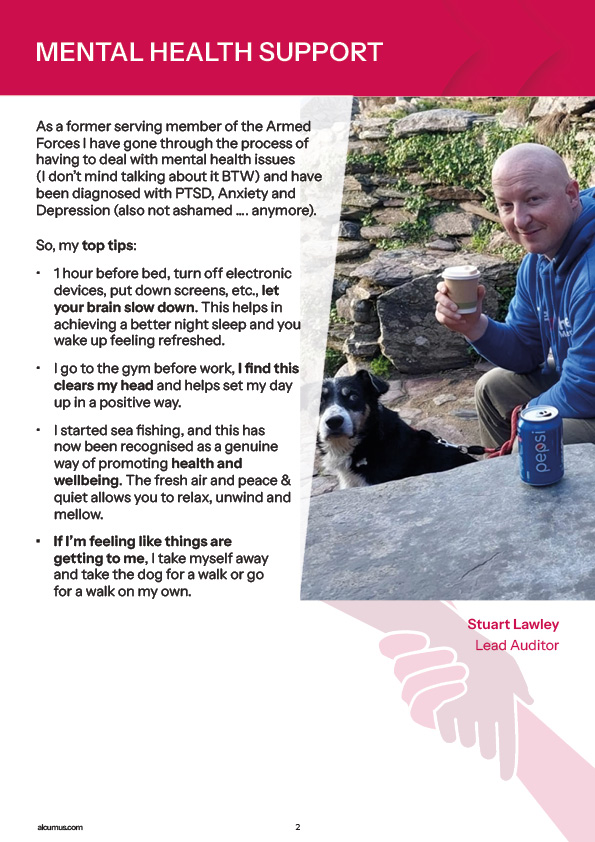 MENTAL HEALTH SUPPORT
As a former serving member of the Armed
Forces I have gone through the process of
having to deal with mental health issues
(I don't mind talking about it BTW) and have
been diagnosed with PTSD, Anxiety and
Depression (also not ashamed .... anymore).
So, my top tips:
• 1 hour before bed, turn off electronic
devices, put down screens, etc., let
your brain slow down. This helps in
achieving a better night sleep and you
wake up feeling refreshed.
• I go to the gym before work, I find this
clears my head and helps set my day
up in a positive way.
• I started sea fishing, and this has
now been recognised as a genuine
way of promoting health and
wellbeing. The fresh air and peace &
quiet allows you to relax, unwind and
mellow.
• If I'm feeling like things are
getting to me, I take myself away
and take the dog for a walk or go
for a walk on my own.
pepsi
Stuart Lawley
Lead Auditor
alcumus.com
2